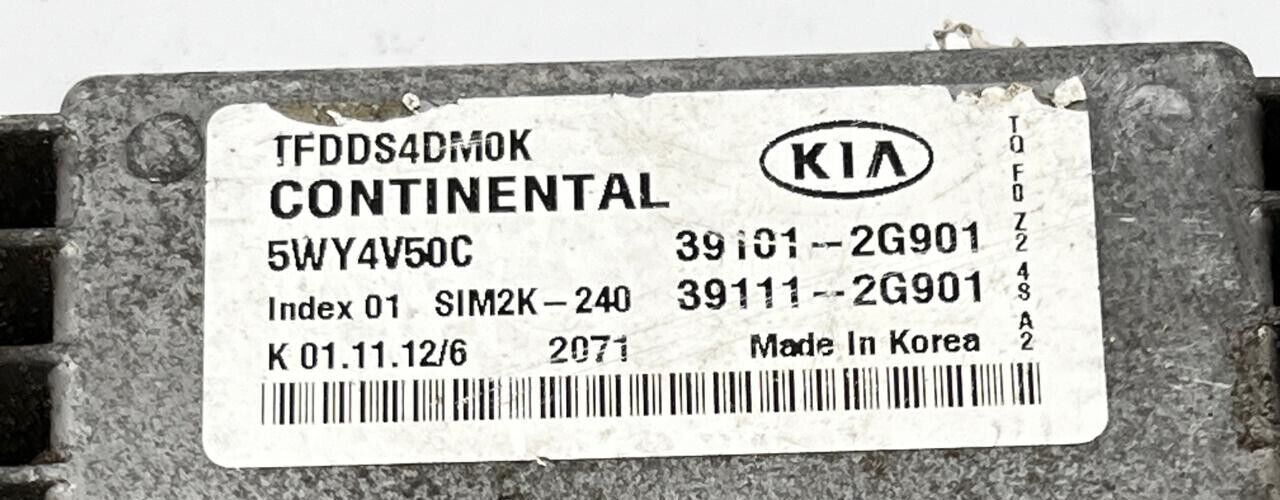 TFDDS4DM0K
KIA
CONTINENTAL
5WY4V50C
39101-2G901
Index 01 SIM2K-240
39111-2G901
K 01.11.12/6 2071 Made In Korea
TQ F0 Z2 4S A2